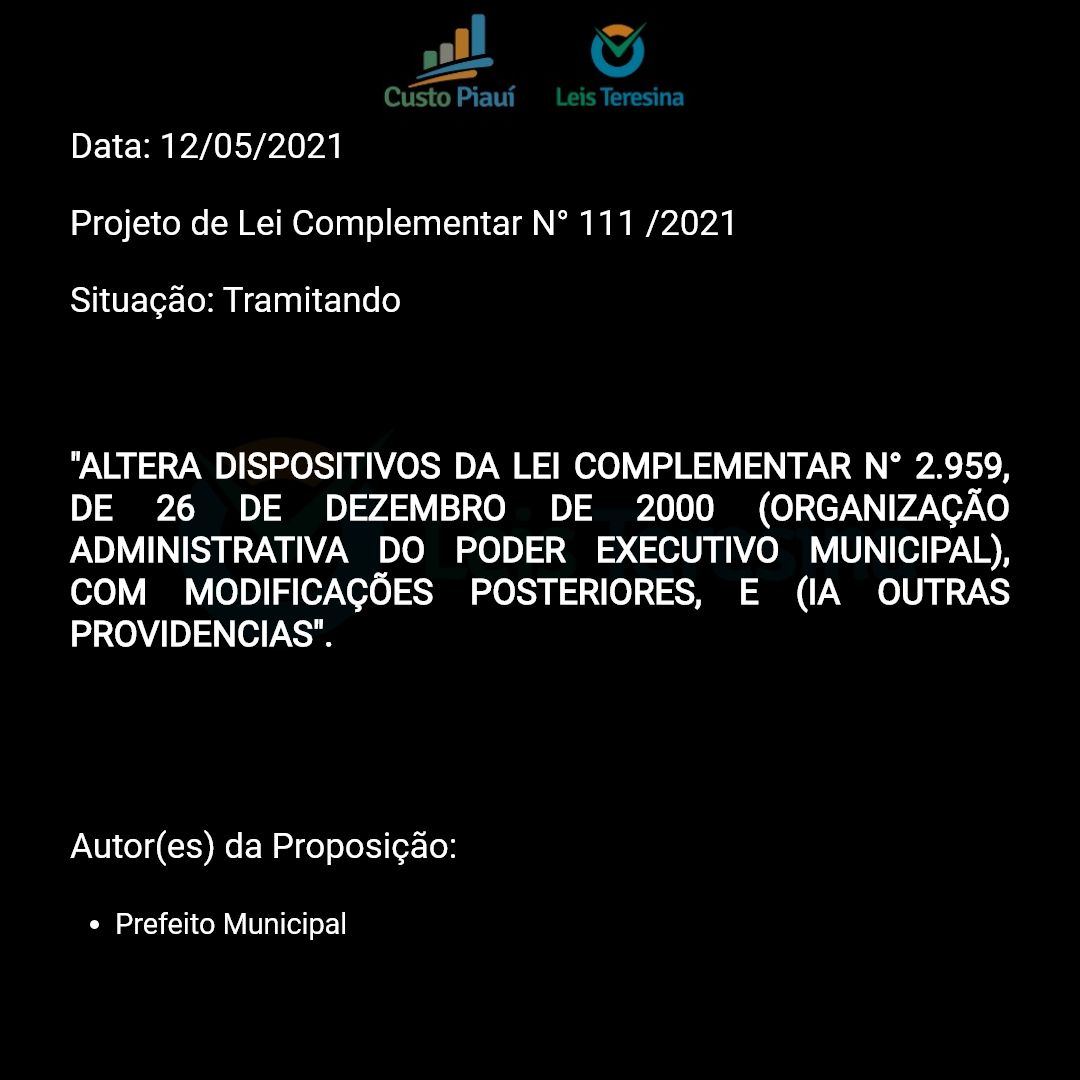 Custo Piauí
Leis Teresina
Data: 12/05/2021
Projeto de Lei Complementar N° 111 /2021
Situação: Tramitando
"ALTERA DISPOSITIVOS DA LEI COMPLEMENTAR N° 2.959,
DE 26 DE DEZEMBRO DE 2000 (ORGANIZAÇÃO
ADMINISTRATIVA DO PODER EXECUTIVO MUNICIPAL),
COM MODIFICAÇÕES POSTERIORES, E (IA OUTRAS
PROVIDENCIAS".
Leis Teresina
Autor(es) da Proposição:
• Prefeito Municipal